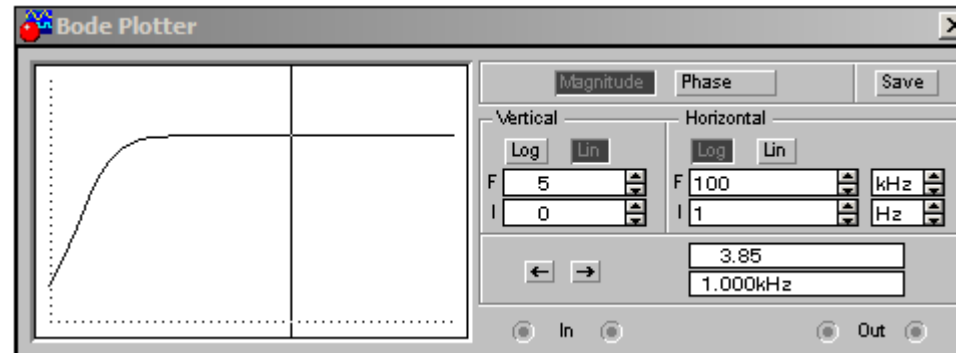 Bode Plotter
Magnitude Phase Save
Vertical Horizontal
Log Lin Log Lin
F 5 F 100 kHz
I 0 I 1 Hz
3.85
1.000kHz
In Out